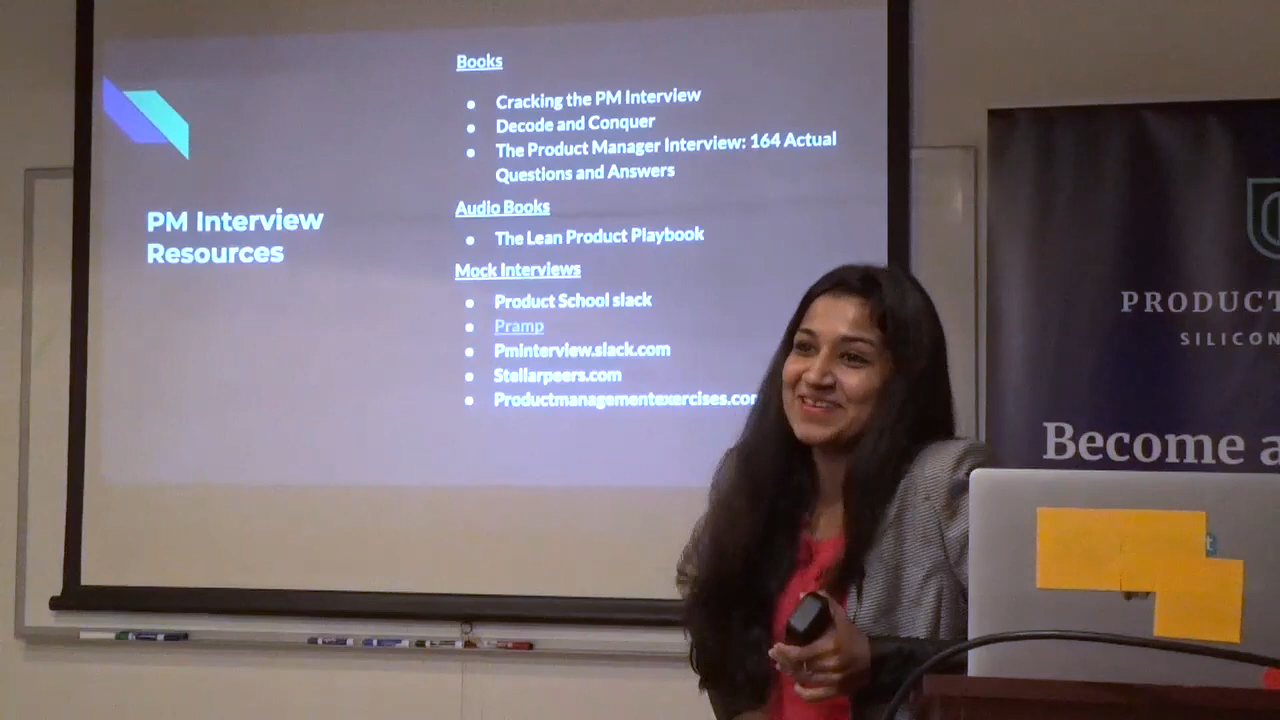 Books
Cracking the PM Interview
Decode and Conquer
The Product Manager Interview: 164 Actual
Questions and Answers
PM Interview
Resources
Audio Books
The Lean Product Playbook
Mock Interviews
Product School slack
Pramp
Pminterview.slack.com
Stellarpeers.com
Productmanagementexercises.com
PRODUCT
SILICON
Become a
t